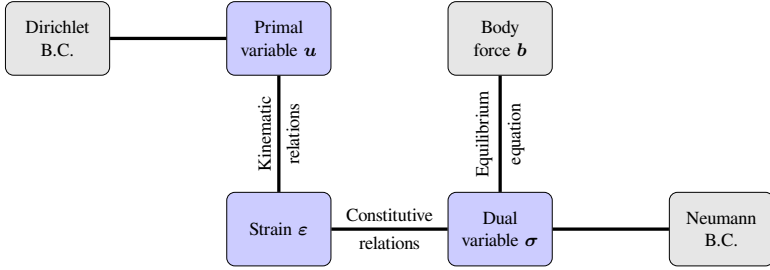 Dirichlet
B.C.
Primal
variable u
Body
force b
Kinematic
relations
Equilibrium
equation
Strain ε
Constitutive
relations
Dual
variable σ
Neumann
B.C.